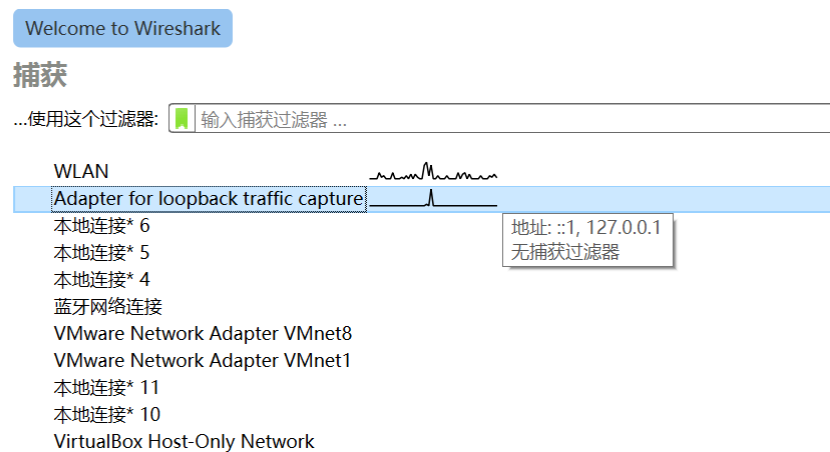 Welcome to Wireshark
捕获
...使用这个过滤器: 输入捕获过滤器 ...
WLAN
Adapter for loopback traffic capture
本地连接* 6
地址: ::1, 127.0.0.1
无捕获过滤器
本地连接* 5
本地连接* 4
蓝牙网络连接
VMware Network Adapter VMnet8
VMware Network Adapter VMnet1
本地连接* 11
本地连接* 10
VirtualBox Host-Only Network